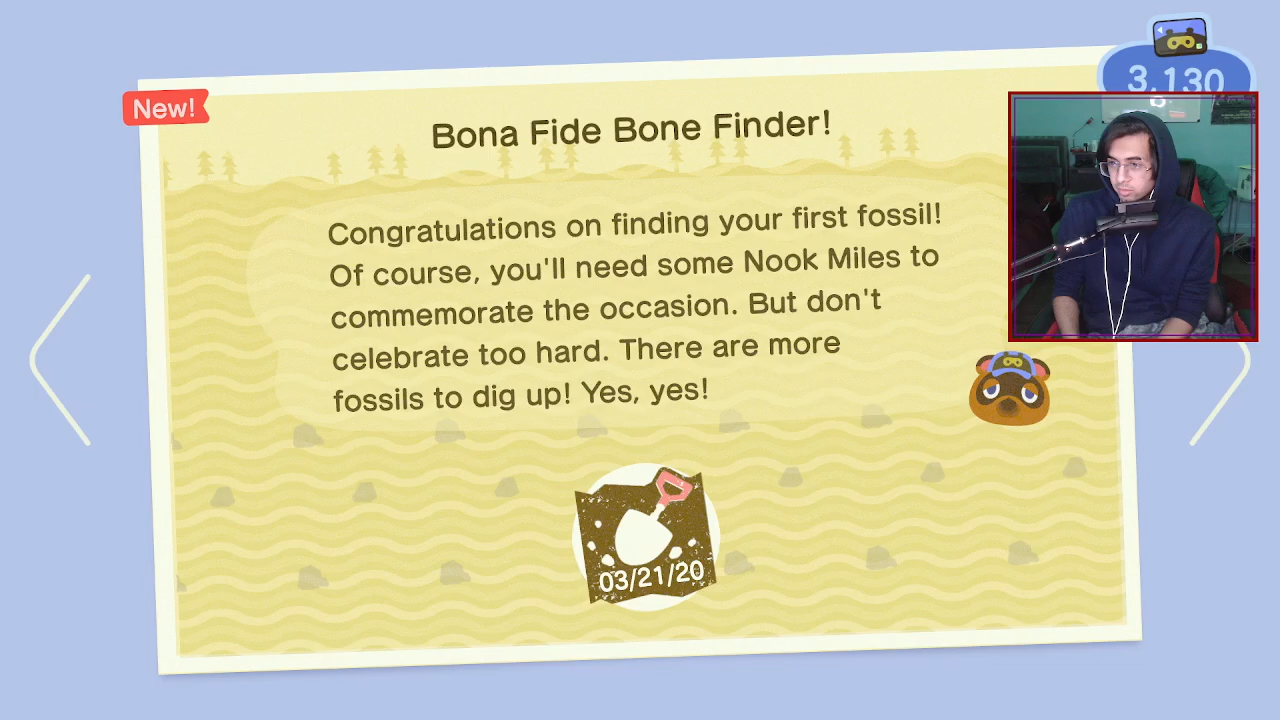 3,130
New!
Bona Fide Bone Finder!
Congratulations on finding your first fossil!
Of course, you'll need some Nook Miles to
commemorate the occasion. But don't
celebrate too hard. There are more
fossils to dig up! Yes, yes!
03/21/20